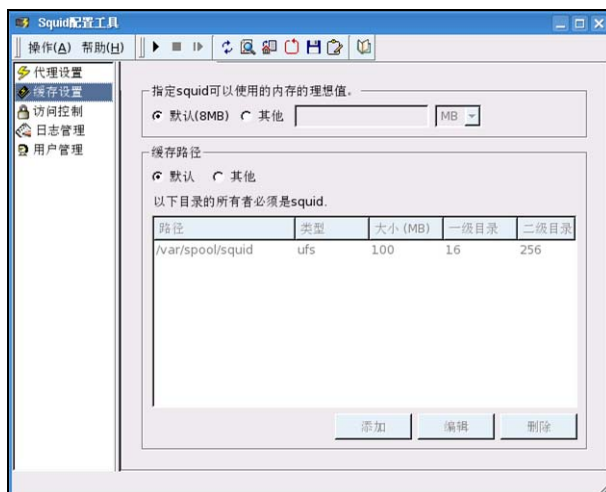 Squid配置工具
操作(A) 帮助(H)
代理设置
缓存设置
访问控制
日志管理
用户管理
指定squid可以使用的内存的理想值。
默认(8MB) 其他 MB
缓存路径
默认 其他
以下目录的所有者必须是squid.
路径 类型 大小 (MB) 一级目录 二级目录
/var/spool/squid ufs 100 16 256
添加 编辑 删除